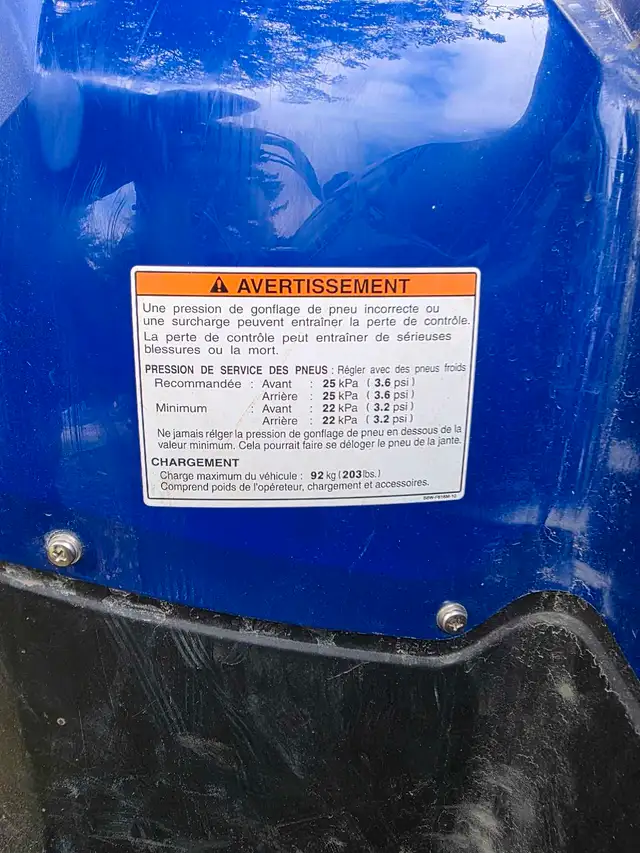 ⚠ AVERTISSEMENT
Une pression de gonflage de pneu incorrecte ou
une surcharge peuvent entraîner la perte de contrôle.
La perte de contrôle peut entraîner de sérieuses
blessures ou la mort.
PRESSION DE SERVICE DES PNEUS : Régler avec des pneus froids
Recommandée : Avant : 25 kPa ( 3.6 psi )
Arrière : 25 kPa ( 3.6 psi )
Minimum : Avant : 22 kPa ( 3.2 psi )
Arrière : 22 kPa ( 3.2 psi )
Ne jamais rélger la pression de gonflage de pneu en dessous de la
valeur minimum. Cela pourrait faire se déloger le pneu de la jante.
CHARGEMENT
Charge maximum du véhicule : 92 kg ( 203 lbs. )
Comprend poids de l'opéreteur, chargement et accessoires.